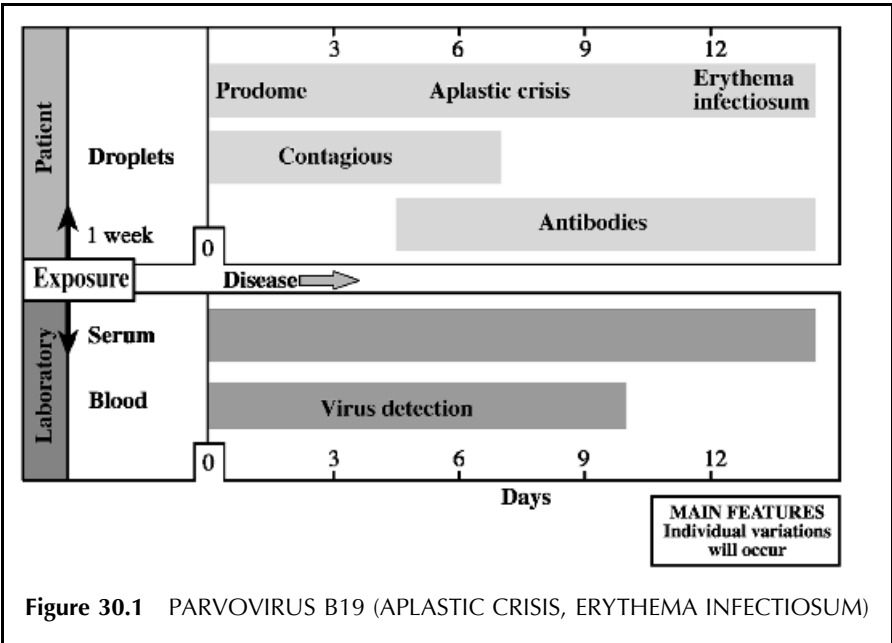 3 6 9 12
Prodome Aplastic crisis Erythema
infectiosum
Patient
Droplets Contagious
Antibodies
1 week
0
Exposure Disease
Laboratory
Serum
Blood Virus detection
0 3 6 9 12
Days
MAIN FEATURES
Individual variations
will occur
Figure 30.1 PARVOVIRUS B19 (APLASTIC CRISIS, ERYTHEMA INFECTIOSUM)